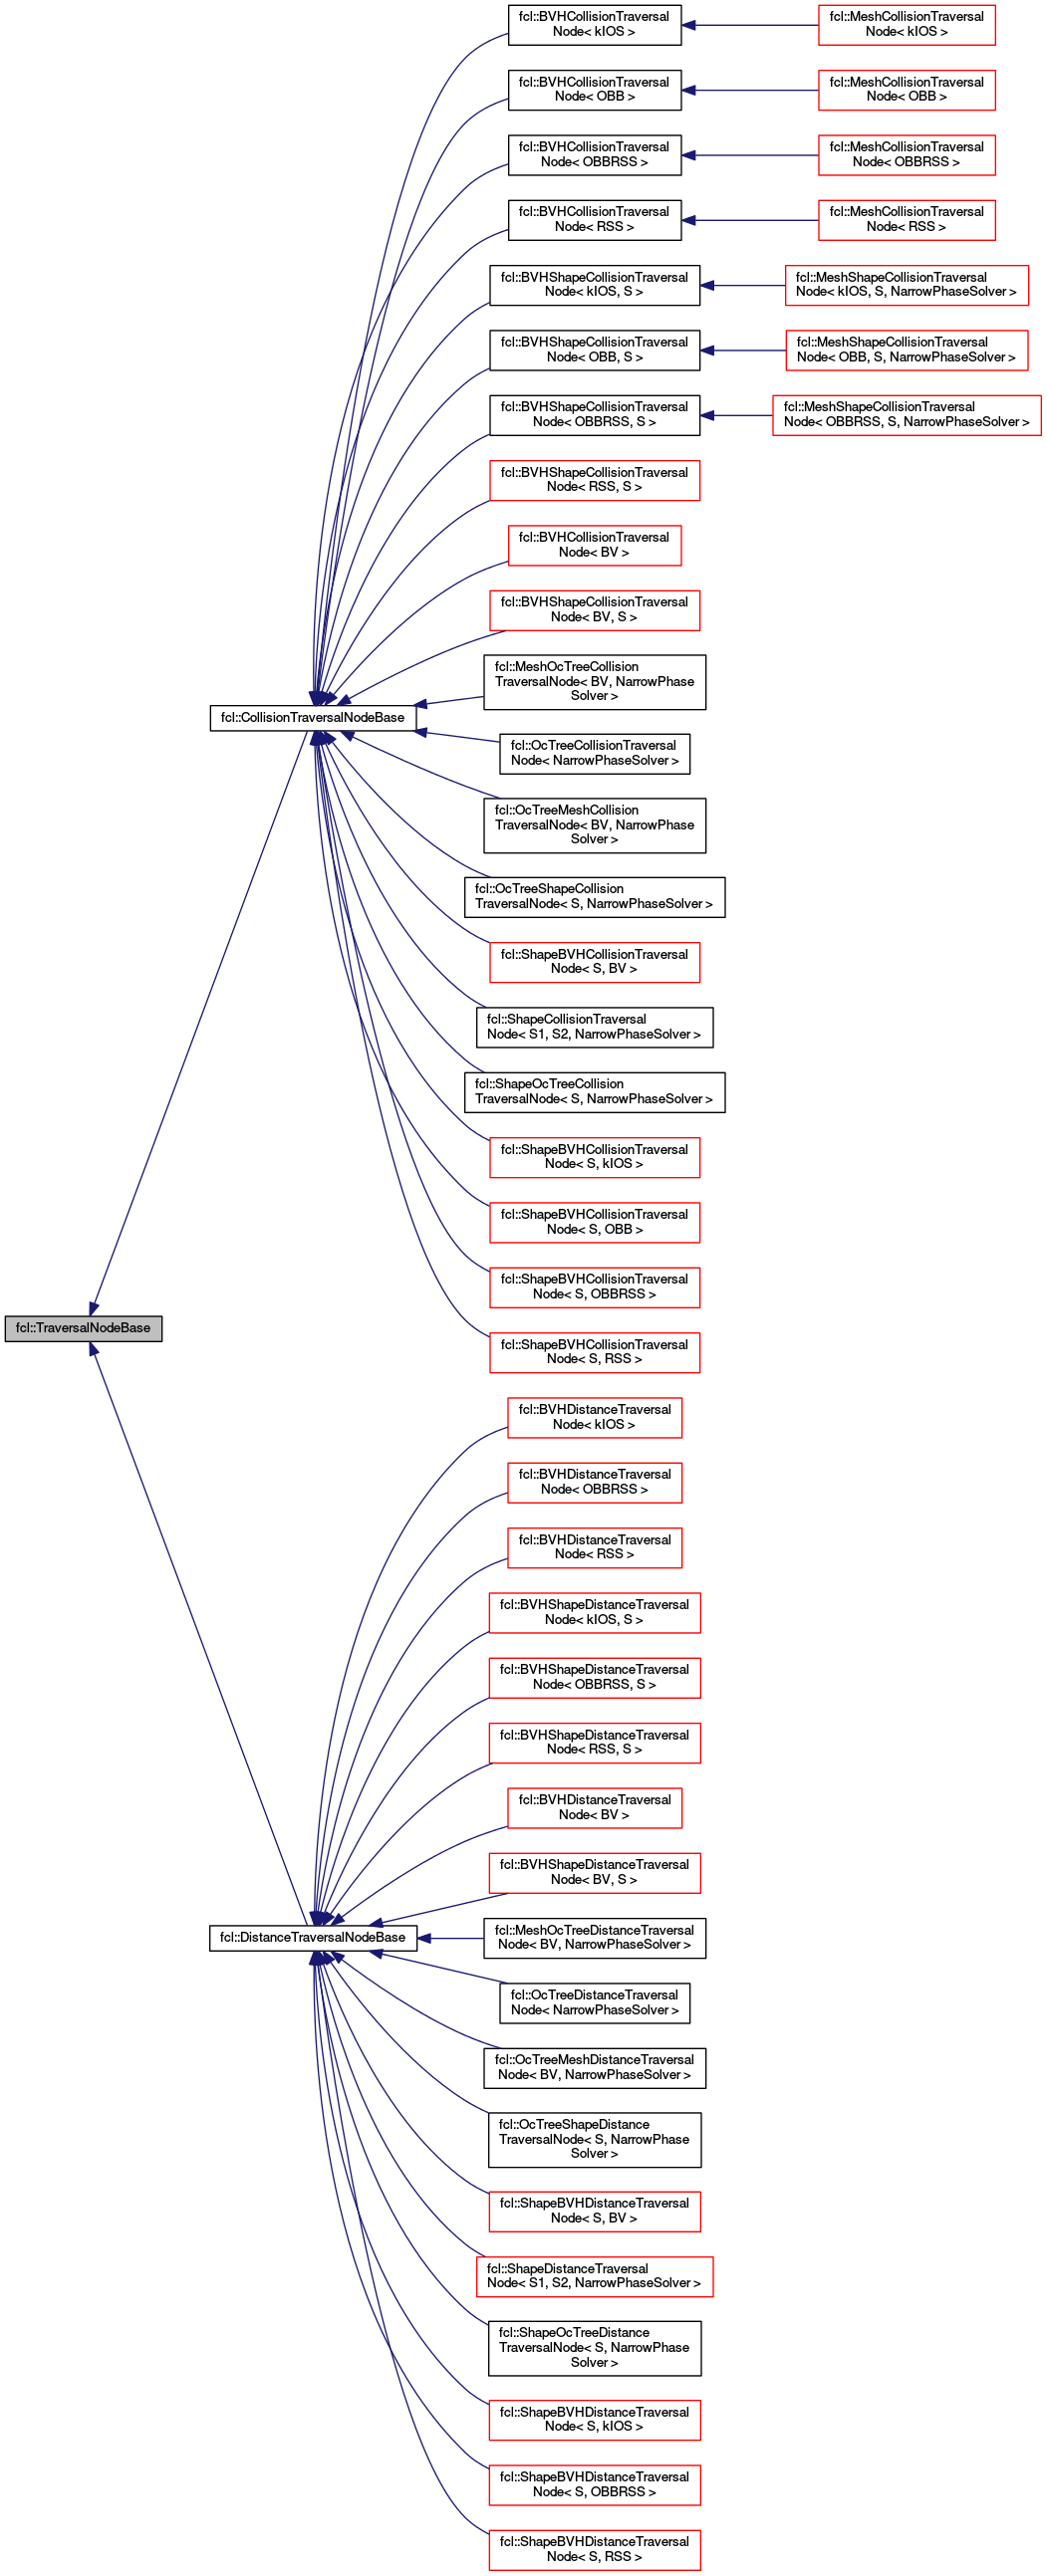 fcl::BVHCollisionTraversal
Node< kIOS >
fcl::MeshCollisionTraversal
Node< kIOS >
fcl::BVHCollisionTraversal
Node< OBB >
fcl::MeshCollisionTraversal
Node< OBB >
fcl::BVHCollisionTraversal
Node< OBBRSS >
fcl::MeshCollisionTraversal
Node< OBBRSS >
fcl::BVHCollisionTraversal
Node< RSS >
fcl::MeshCollisionTraversal
Node< RSS >
fcl::BVHShapeCollisionTraversal
Node< kIOS, S >
fcl::MeshShapeCollisionTraversal
Node< kIOS, S, NarrowPhaseSolver >
fcl::BVHShapeCollisionTraversal
Node< OBB, S >
fcl::MeshShapeCollisionTraversal
Node< OBB, S, NarrowPhaseSolver >
fcl::BVHShapeCollisionTraversal
Node< OBBRSS, S >
fcl::MeshShapeCollisionTraversal
Node< OBBRSS, S, NarrowPhaseSolver >
fcl::BVHShapeCollisionTraversal
Node< RSS, S >
fcl::BVHCollisionTraversal
Node< BV >
fcl::BVHShapeCollisionTraversal
Node< BV, S >
fcl::MeshOcTreeCollision
TraversalNode< BV, NarrowPhase
Solver >
fcl::CollisionTraversalNodeBase
fcl::OcTreeCollisionTraversal
Node< NarrowPhaseSolver >
fcl::OcTreeMeshCollision
TraversalNode< BV, NarrowPhase
Solver >
fcl::OcTreeShapeCollision
TraversalNode< S, NarrowPhaseSolver >
fcl::ShapeBVHCollisionTraversal
Node< S, BV >
fcl::ShapeCollisionTraversal
Node< S1, S2, NarrowPhaseSolver >
fcl::ShapeOcTreeCollision
TraversalNode< S, NarrowPhaseSolver >
fcl::ShapeBVHCollisionTraversal
Node< S, kIOS >
fcl::ShapeBVHCollisionTraversal
Node< S, OBB >
fcl::ShapeBVHCollisionTraversal
Node< S, OBBRSS >
fcl::TraversalNodeBase
fcl::ShapeBVHCollisionTraversal
Node< S, RSS >
fcl::BVHDistanceTraversal
Node< kIOS >
fcl::BVHDistanceTraversal
Node< OBBRSS >
fcl::BVHDistanceTraversal
Node< RSS >
fcl::BVHShapeDistanceTraversal
Node< kIOS, S >
fcl::BVHShapeDistanceTraversal
Node< OBBRSS, S >
fcl::BVHShapeDistanceTraversal
Node< RSS, S >
fcl::BVHDistanceTraversal
Node< BV >
fcl::BVHShapeDistanceTraversal
Node< BV, S >
fcl::DistanceTraversalNodeBase
fcl::MeshOcTreeDistanceTraversal
Node< BV, NarrowPhaseSolver >
fcl::OcTreeDistanceTraversal
Node< NarrowPhaseSolver >
fcl::OcTreeMeshDistanceTraversal
Node< BV, NarrowPhaseSolver >
fcl::OcTreeShapeDistance
TraversalNode< S, NarrowPhase
Solver >
fcl::ShapeBVHDistanceTraversal
Node< S, BV >
fcl::ShapeDistanceTraversal
Node< S1, S2, NarrowPhaseSolver >
fcl::ShapeOcTreeDistance
TraversalNode< S, NarrowPhase
Solver >
fcl::ShapeBVHDistanceTraversal
Node< S, kIOS >
fcl::ShapeBVHDistanceTraversal
Node< S, OBBRSS >
fcl::ShapeBVHDistanceTraversal
Node< S, RSS >